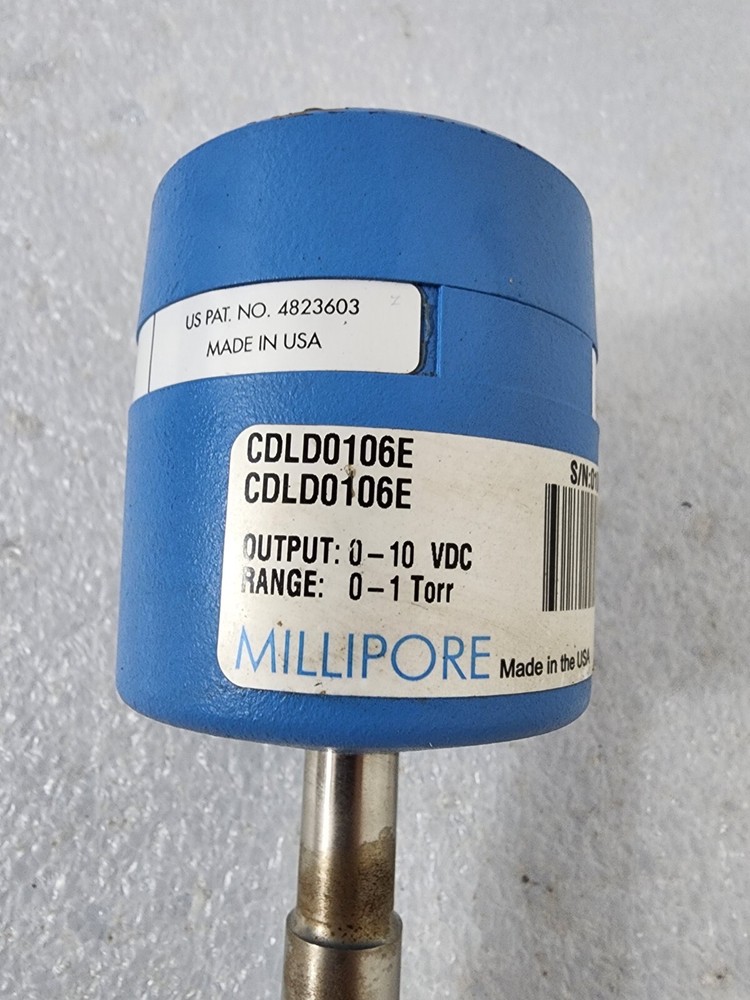 US PAT. NO. 4823603
MADE IN USA
CDLD0106E
CDLD0106E
S/N:01
OUTPUT: 0-10 VDC
RANGE: 0-1 Torr
MILLIPORE Made in the USA